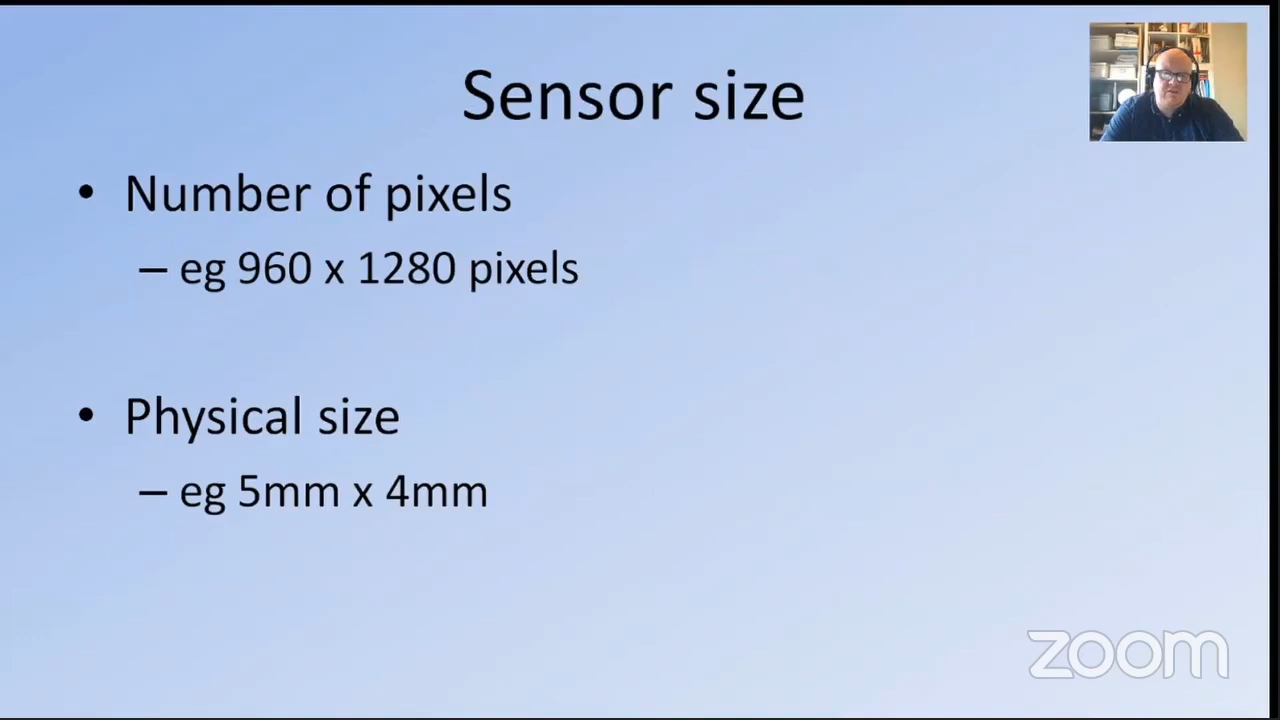 Sensor size
• Number of pixels
– eg 960 x 1280 pixels
• Physical size
– eg 5mm x 4mm
zoom